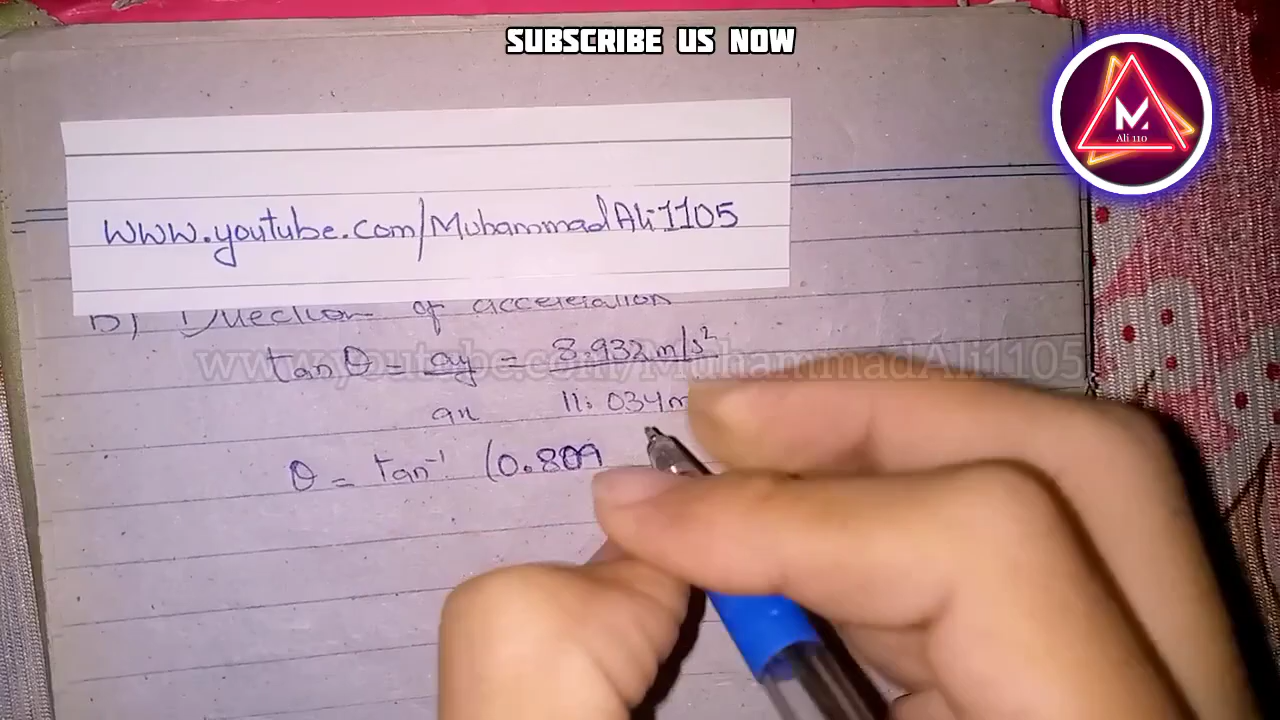 SUBSCRIBE US NOW
M
Ali 110
www.youtube.com/MuhammadAli1105
B) Direction of acceleration
www.youtube.com/MuhammadAli1105
tan θ = ay = 8.932 m/s²
ax 11.034 m
θ = tan⁻¹ (0.809